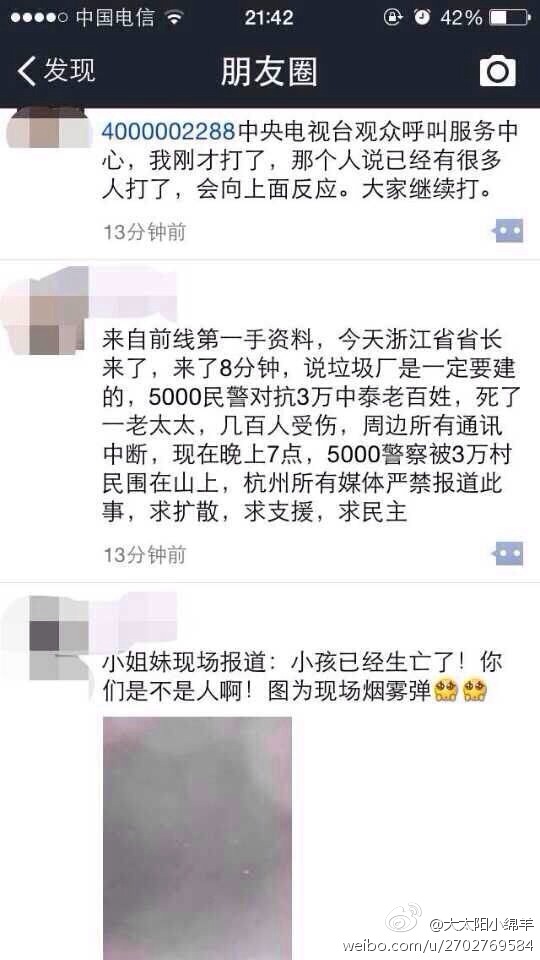 中国电信
21:42
42%
发现
朋友圈
4000002288中央电视台观众呼叫服务中
心，我刚才打了，那个人说已经有很多
人打了，会向上面反应。大家继续打。
13分钟前
来自前线第一手资料，今天浙江省省长
来了，来了8分钟，说垃圾厂是一定要建
的，5000民警对抗3万中泰老百姓，死了
一老太太，几百人受伤，周边所有通讯
中断，现在晚上7点，5000警察被3万村
民围在山上，杭州所有媒体严禁报道此
事，求扩散，求支援，求民主
13分钟前
小姐妹现场报道：小孩已经生亡了！你
们是不是人啊！图为现场烟雾弹
@大太阳小绵羊
weibo.com/u/2702769584